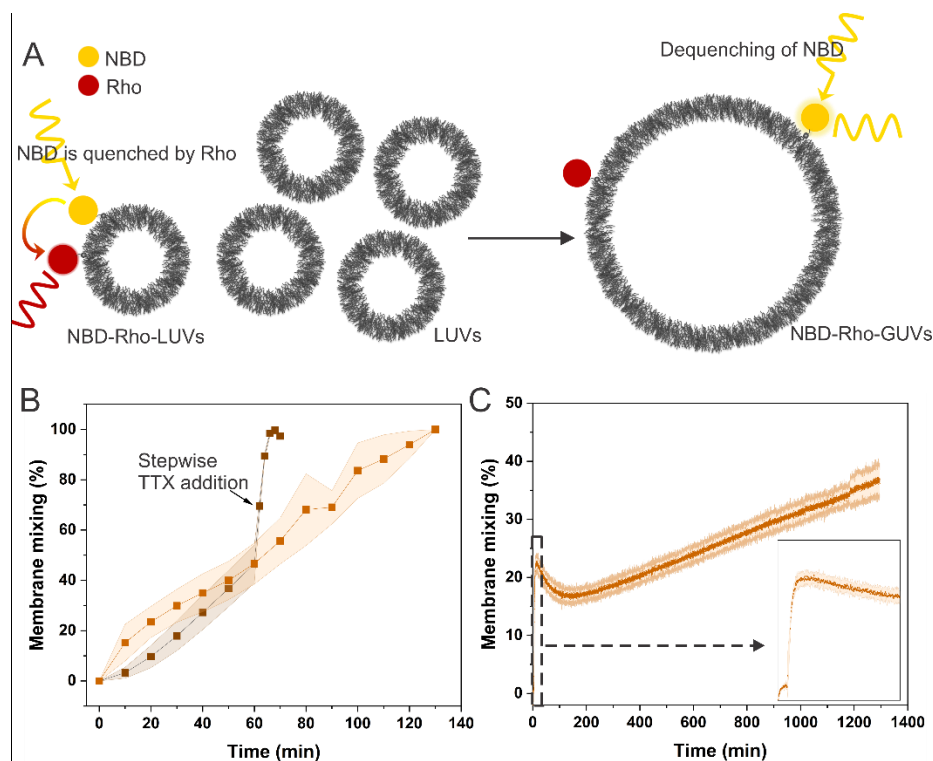 A
NBD
Rho
NBD is quenched by Rho
NBD-Rho-LUVs
LUVs
Dequenching of NBD
NBD-Rho-GUVs
B
Membrane mixing (%)
100
80
60
40
20
0
Stepwise
TTX addition
0 20 40 60 80 100 120 140
Time (min)
C
Membrane mixing (%)
50
40
30
20
10
0
0 200 400 600 800 1000 1200 1400
Time (min)